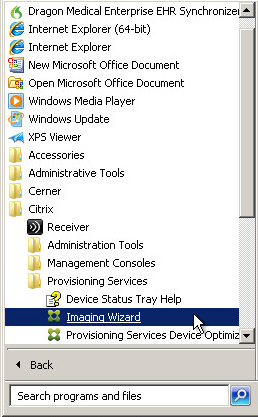 Dragon Medical Enterprise EHR Synchronize
Internet Explorer (64-bit)
Internet Explorer
New Microsoft Office Document
Open Microsoft Office Document
Windows Media Player
Windows Update
XPS Viewer
Accessories
Administrative Tools
Cerner
Citrix
Receiver
Administration Tools
Management Consoles
Provisioning Services
Device Status Tray Help
Imaging Wizard
Provisioning Services Device Optimiz
Back
Search programs and files